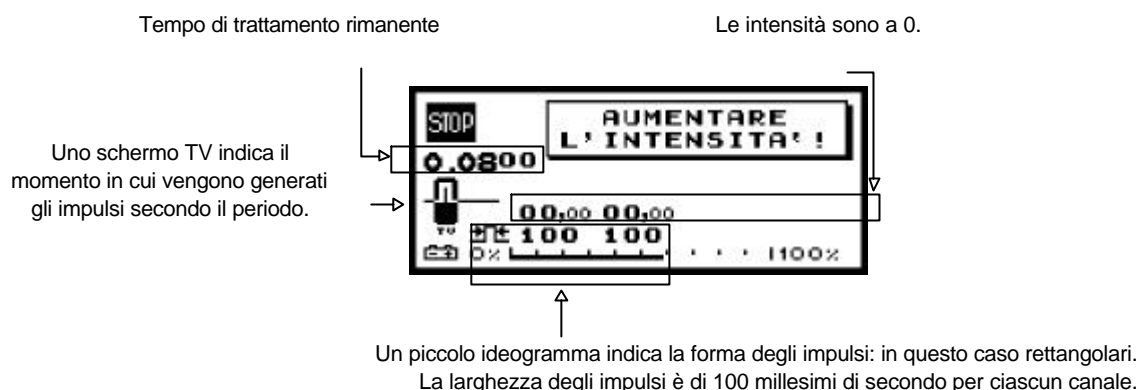 Tempo di trattamento rimanente
Le intensità sono a 0.
STOP
AUMENTARE
L'INTENSITA' !
0.0800
Uno schermo TV indica il
momento in cui vengono generati
gli impulsi secondo il periodo.
00,00 00,00
TV
100 100
0% 100%
Un piccolo ideogramma indica la forma degli impulsi: in questo caso rettangolari.
La larghezza degli impulsi è di 100 millesimi di secondo per ciascun canale.